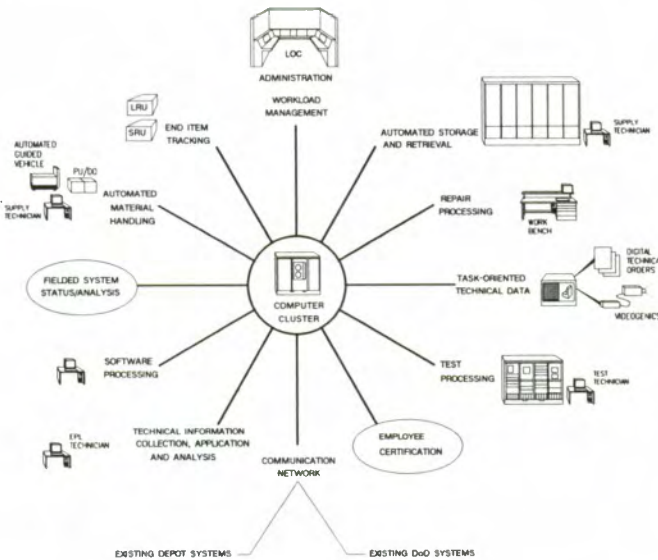 LOC
ADMINISTRATION
WORKLOAD
MANAGEMENT
LRU
SRU
END ITEM
TRACKING
AUTOMATED STORAGE
AND RETRIEVAL
SUPPLY
TECHNICIAN
AUTOMATED
GUIDED
VEHICLE
PU/DO
SUPPLY
TECHNICIAN
AUTOMATED
MATERIAL
HANDLING
REPAIR
PROCESSING
WORK
BENCH
FIELDED SYSTEM
STATUS/ANALYSIS
COMPUTER
CLUSTER
TASK-ORIENTED
TECHNICAL DATA
DIGITAL
TECHNICAL
ORDERS
VIDEOGENICS
SOFTWARE
PROCESSING
TEST
PROCESSING
TEST
TECHNICIAN
EPL
TECHNICIAN
TECHNICAL INFORMATION
COLLECTION, APPLICATION
AND ANALYSIS
COMMUNICATION
NETWORK
EMPLOYEE
CERTIFICATION
EXISTING DEPOT SYSTEMS
EXISTING DoD SYSTEMS